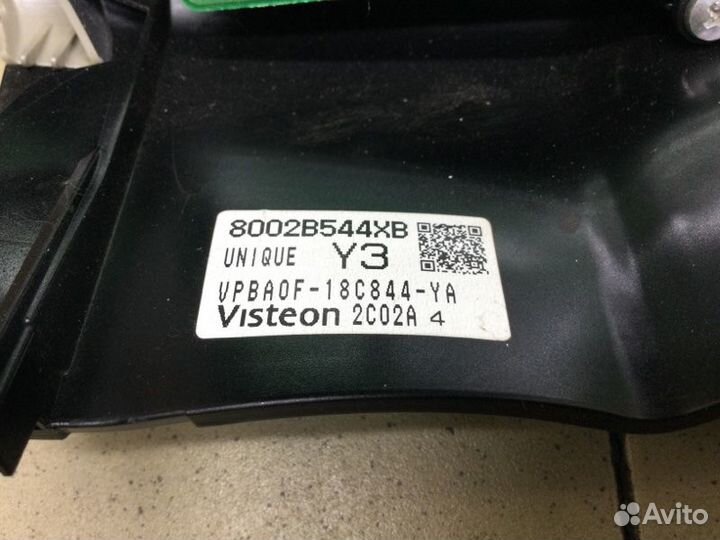 8002B544XB
UNIQUE Y3
VPBA0F-18C844-YA
Visteon 2C02A 4
Avito